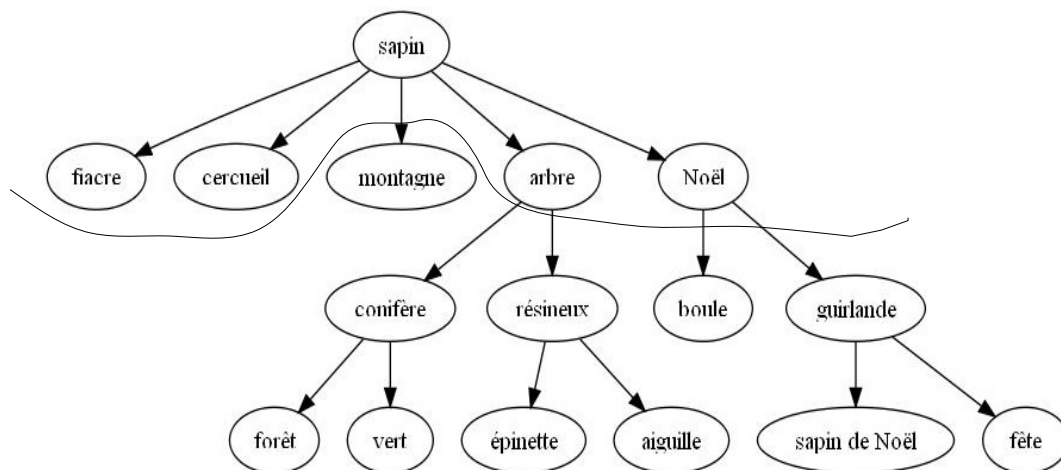 sapin
fiacre cercueil montagne arbre Noël
conifère résineux boule guirlande
forêt vert épinette aiguille sapin de Noël fête